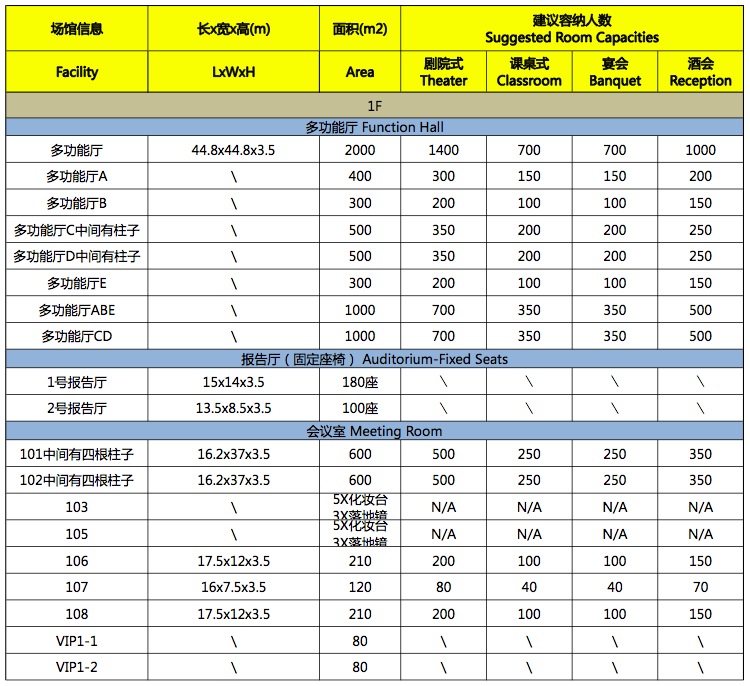 场馆信息 长x宽x高(m) 面积(m2) 建议容纳人数
Suggested Room Capacities
Facility LxWxH Area 剧院式 课桌式 宴会 酒会
Theater Classroom Banquet Reception
1F
多功能厅 Function Hall
多功能厅 44.8x44.8x3.5 2000 1400 700 700 1000
多功能厅A \ 400 300 150 150 200
多功能厅B \ 300 200 100 100 150
多功能厅C中间有柱子 \ 500 350 200 200 250
多功能厅D中间有柱子 \ 500 350 200 200 250
多功能厅E \ 300 200 100 100 150
多功能厅ABE \ 1000 700 350 350 500
多功能厅CD \ 1000 700 350 350 500
报告厅（固定座椅） Auditorium-Fixed Seats
1号报告厅 15x14x3.5 180座 \ \ \ \
2号报告厅 13.5x8.5x3.5 100座 \ \ \ \
会议室 Meeting Room
101中间有四根柱子 16.2x37x3.5 600 500 250 250 350
102中间有四根柱子 16.2x37x3.5 600 500 250 250 350
103 \ 5X化妆台 N/A N/A N/A N/A
3X落地镜
105 \ 5X化妆台 N/A N/A N/A N/A
3X落地镜
106 17.5x12x3.5 210 200 100 100 150
107 16x7.5x3.5 120 80 40 40 70
108 17.5x12x3.5 210 200 100 100 150
VIP1-1 \ 80 \ \ \ \
VIP1-2 \ 80 \ \ \ \